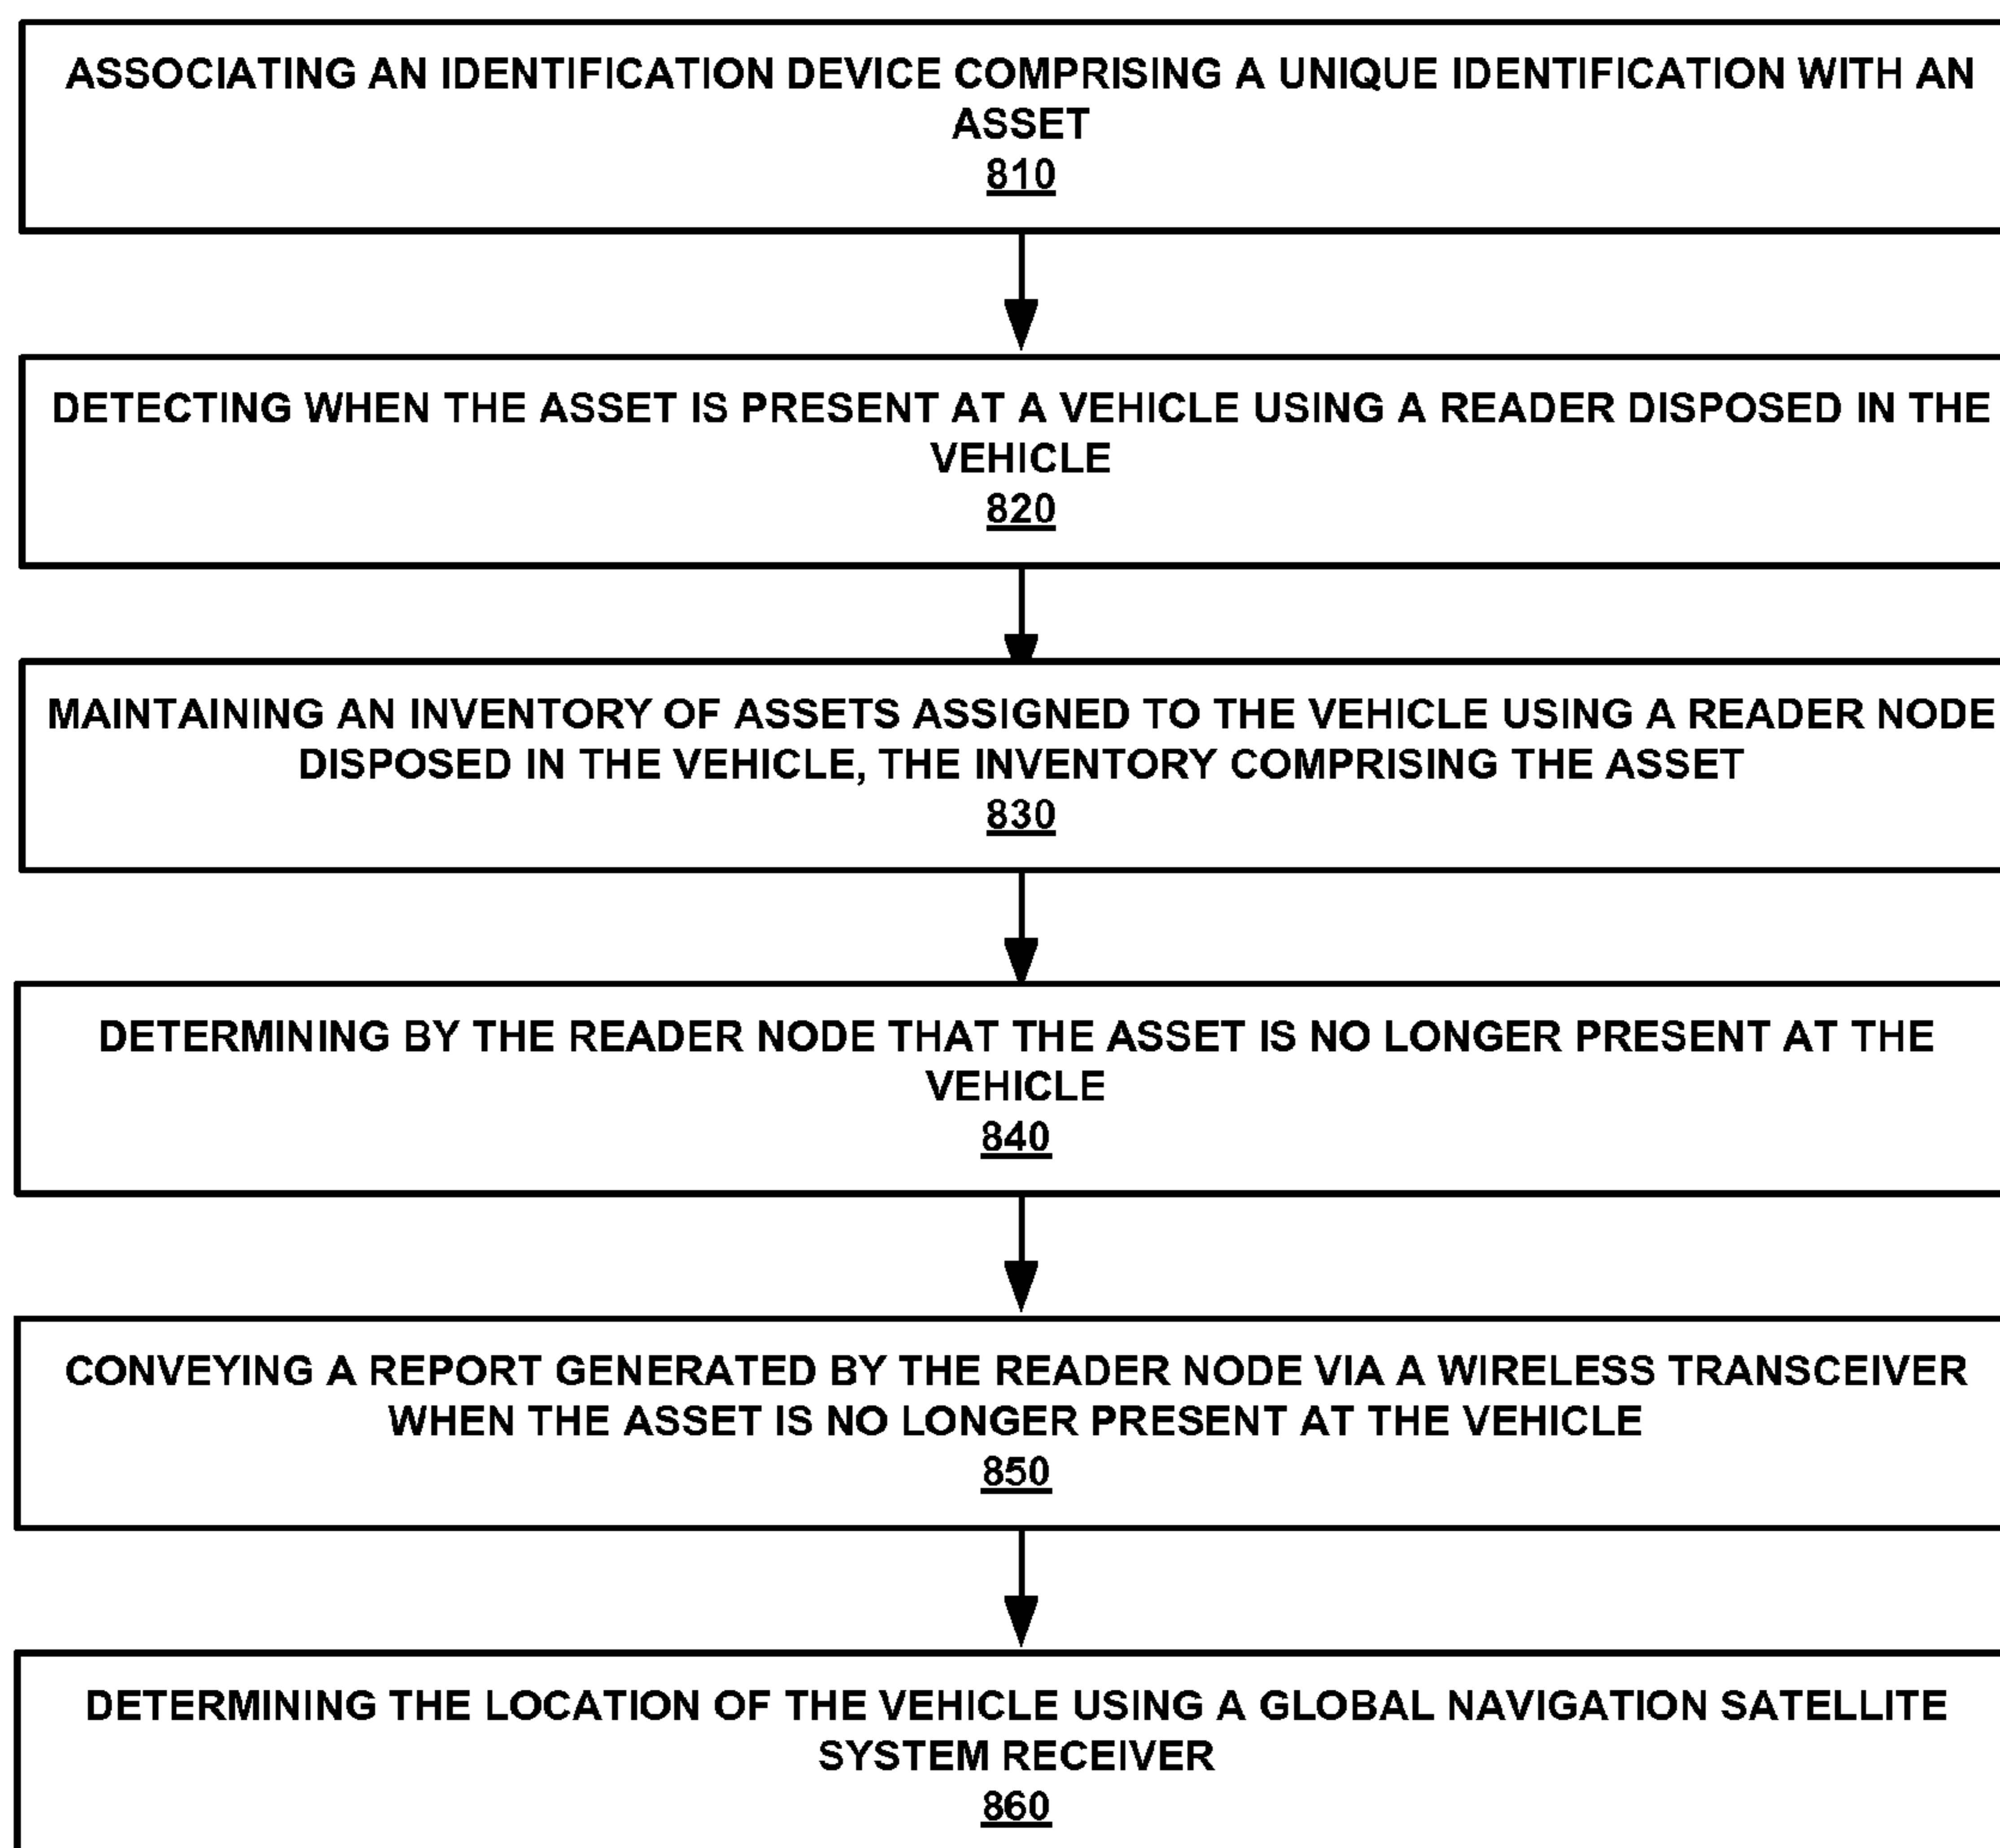 ASSOCIATING AN IDENTIFICATION DEVICE COMPRISING A UNIQUE IDENTIFICATION WITH AN
ASSET
810
DETECTING WHEN THE ASSET IS PRESENT AT A VEHICLE USING A READER DISPOSED IN THE
VEHICLE
820
MAINTAINING AN INVENTORY OF ASSETS ASSIGNED TO THE VEHICLE USING A READER NODE
DISPOSED IN THE VEHICLE, THE INVENTORY COMPRISING THE ASSET
830
DETERMINING BY THE READER NODE THAT THE ASSET IS NO LONGER PRESENT AT THE
VEHICLE
840
CONVEYING A REPORT GENERATED BY THE READER NODE VIA A WIRELESS TRANSCEIVER
WHEN THE ASSET IS NO LONGER PRESENT AT THE VEHICLE
850
DETERMINING THE LOCATION OF THE VEHICLE USING A GLOBAL NAVIGATION SATELLITE
SYSTEM RECEIVER
860